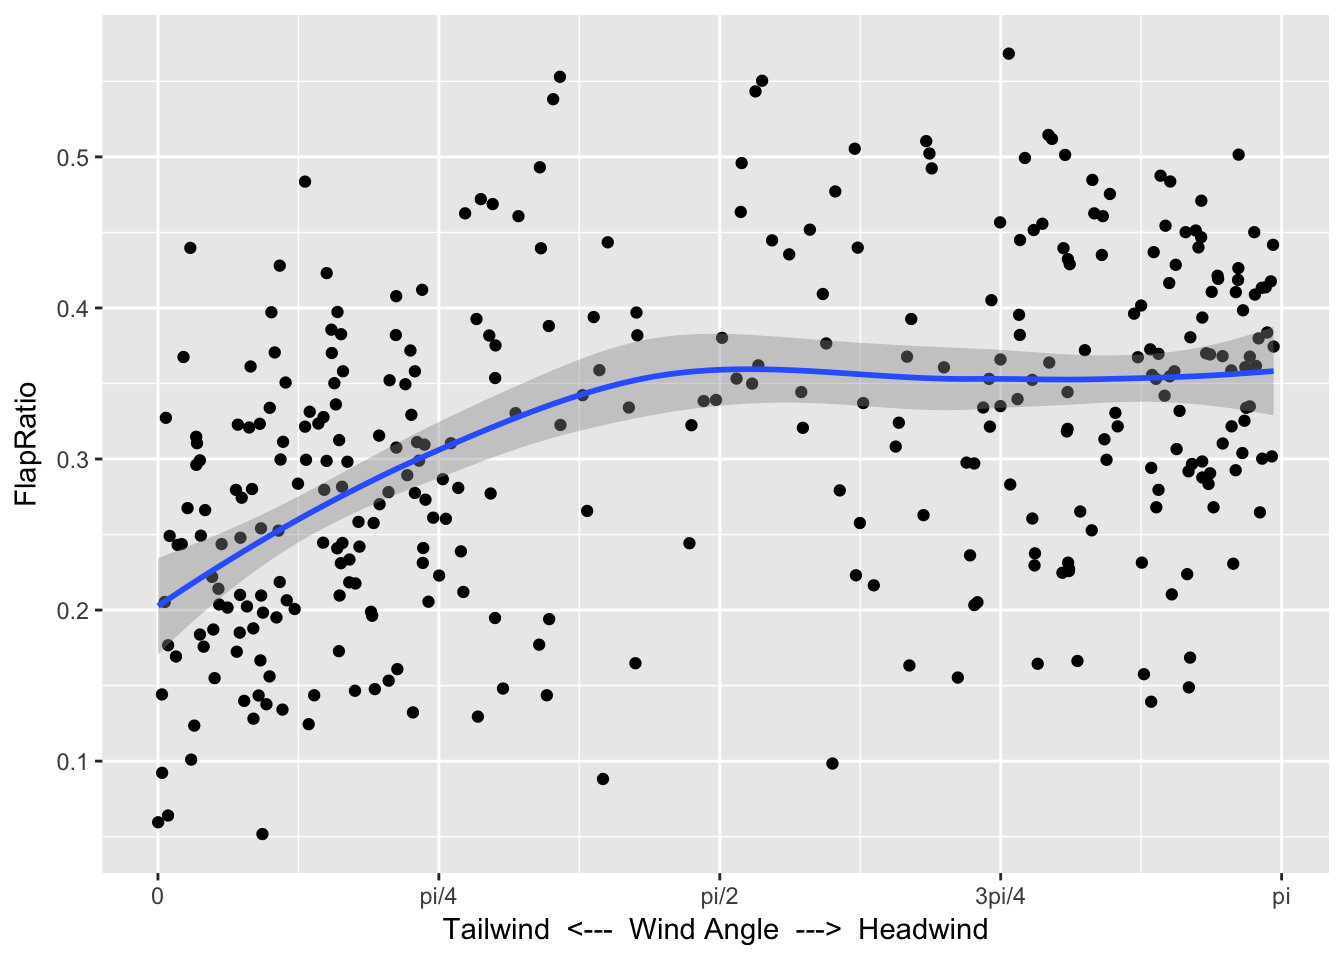 FlapRatio
0.5
0.4
0.3
0.2
0.1
0 pi/4 pi/2 3pi/4 pi
Tailwind <--- Wind Angle ---> Headwind